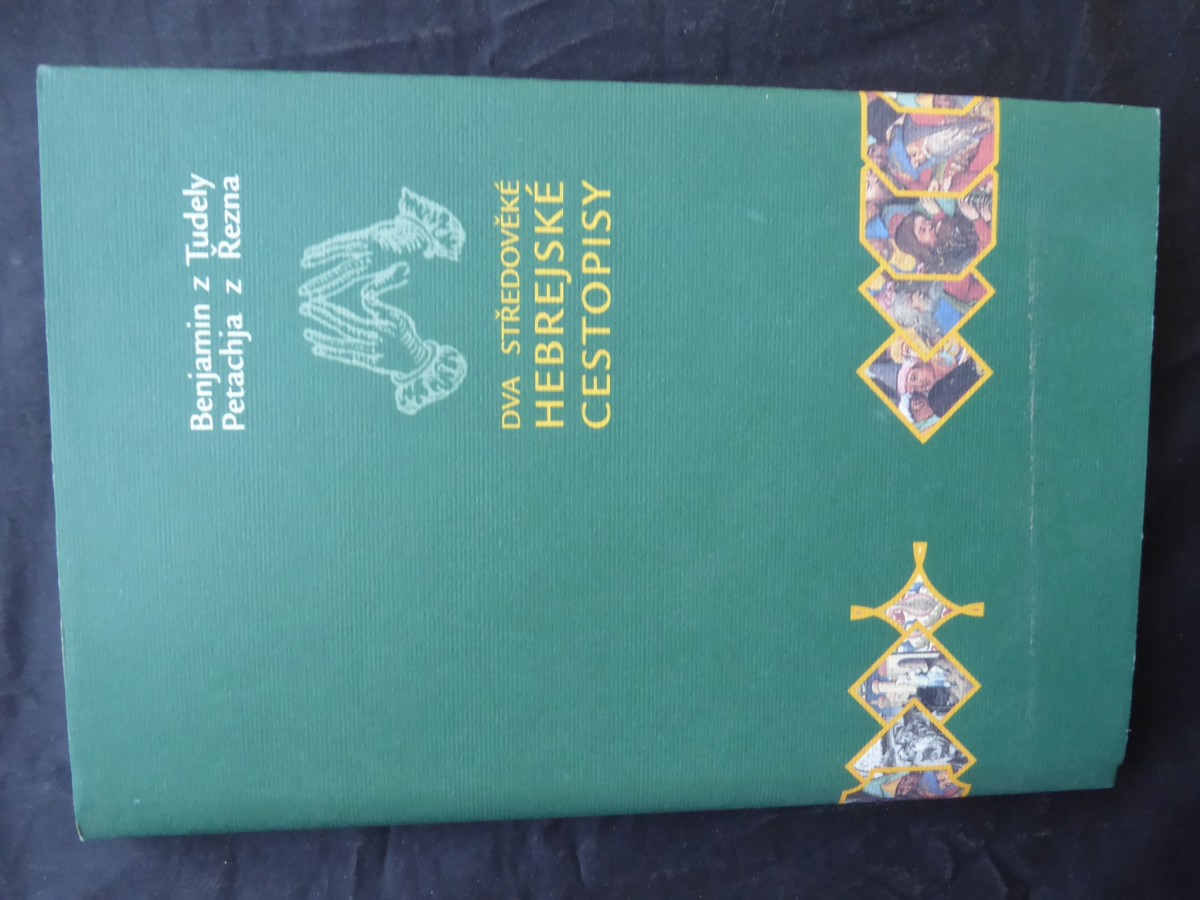 Benjamin z Tudely
Petachja z Řezna
DVA STŘEDOVĚKÉ
HEBREJSKÉ
CESTOPISY